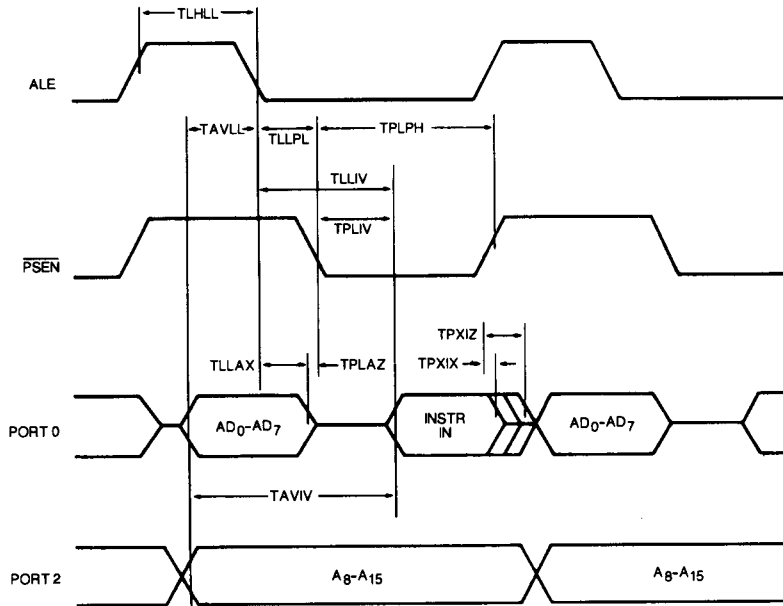 TLHLL
ALE
TAVLL
TLLPL
TPLPH
TLLIV
TPLIV
PSEN
TPXIZ
TLLAX
TPLAZ
TPXIX
PORT 0
AD0-AD7
INSTR
IN
AD0-AD7
TAVIV
PORT 2
A8-A15
A8-A15